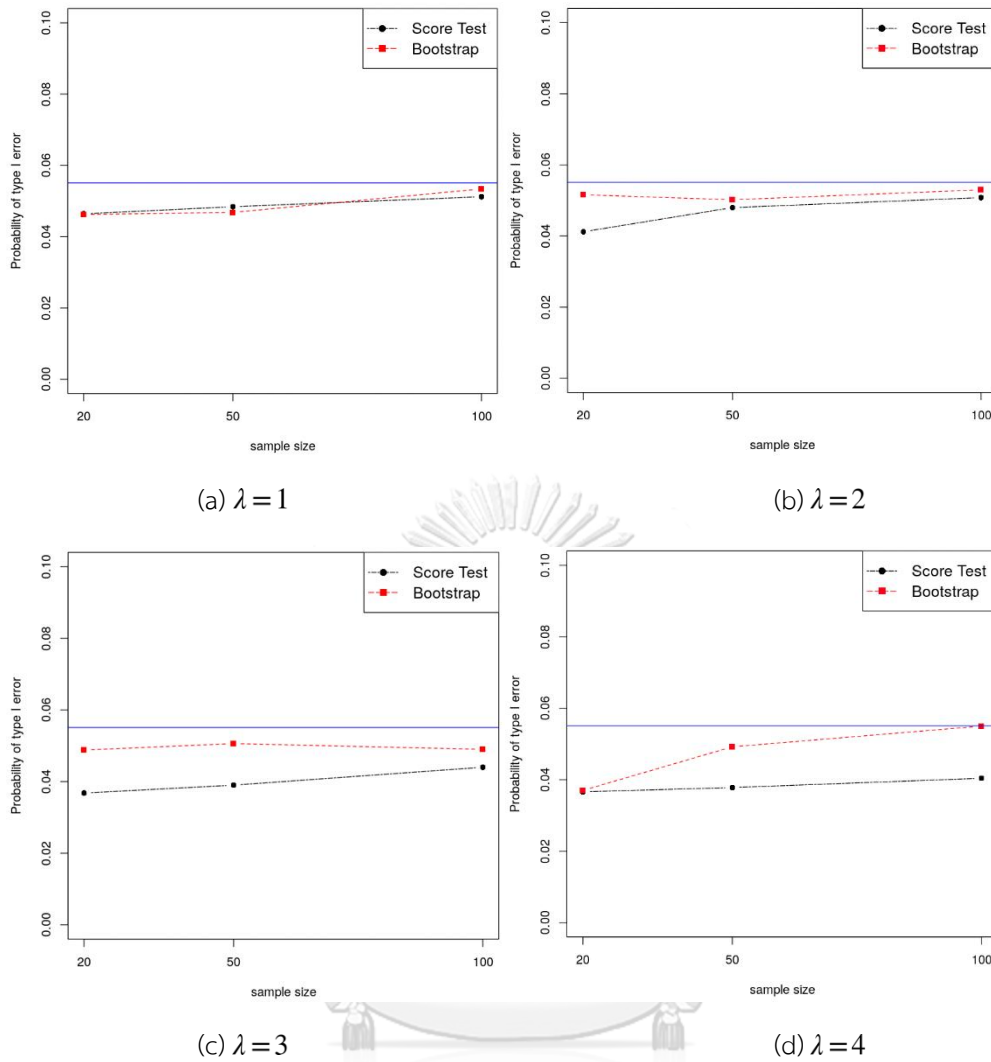 Score Test
Bootstrap
Probability of type I error
0.10
0.08
0.06
0.04
0.02
0.00
20
50
100
sample size
(a) λ = 1
Score Test
Bootstrap
Probability of type I error
0.10
0.08
0.06
0.04
0.02
0.00
20
50
100
sample size
(b) λ = 2
Score Test
Bootstrap
Probability of type I error
0.10
0.08
0.06
0.04
0.02
0.00
20
50
100
sample size
(c) λ = 3
Score Test
Bootstrap
Probability of type I error
0.10
0.08
0.06
0.04
0.02
0.00
20
50
100
sample size
(d) λ = 4